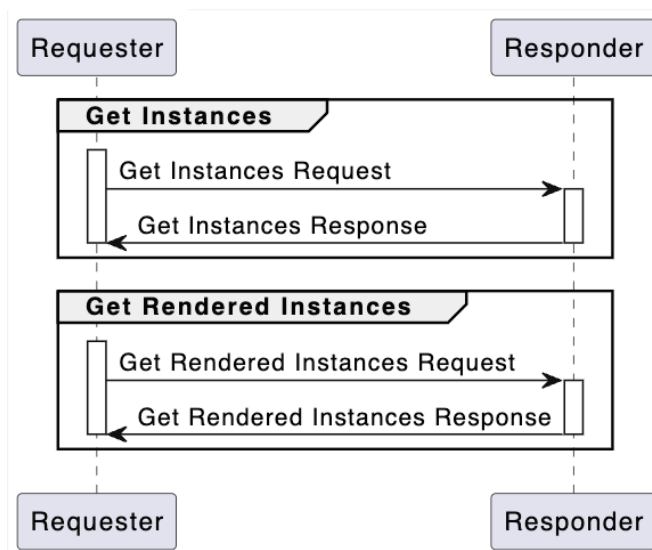 Requester
Responder
Get Instances
Get Instances Request
Get Instances Response
Get Rendered Instances
Get Rendered Instances Request
Get Rendered Instances Response
Requester
Responder